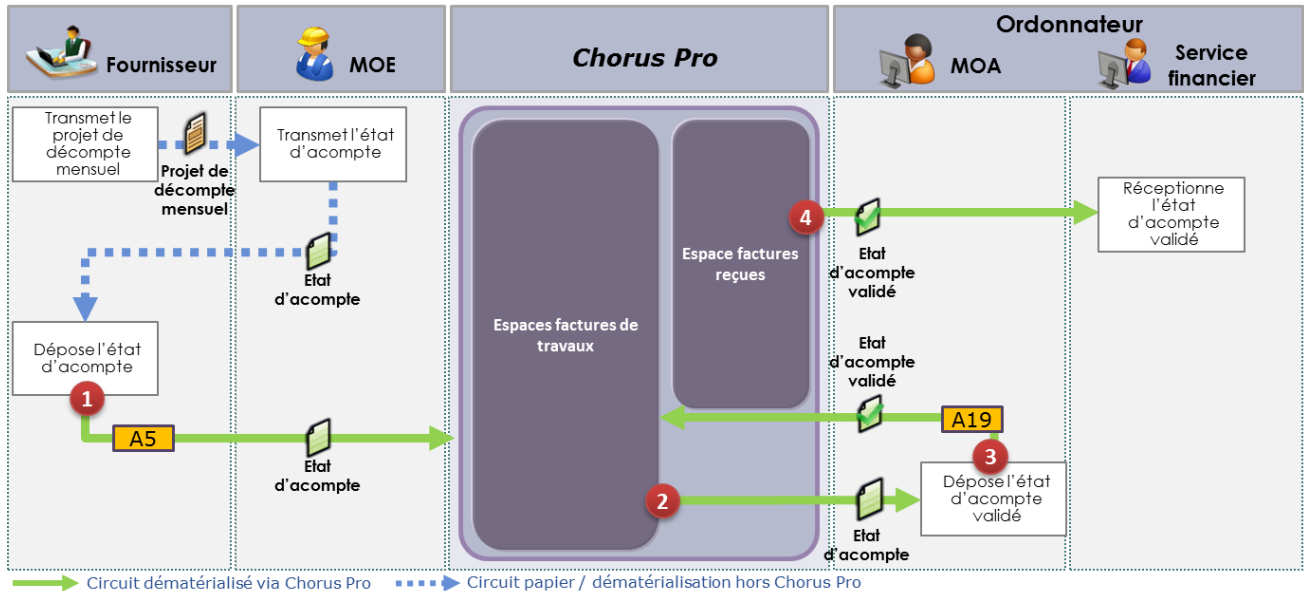 Fournisseur
MOE
Chorus Pro
Ordonnateur
MOA
Service
financier
Transmet le
projet de
décompte
mensuel
Projet de
décompte
mensuel
Transmet l'état
d'acompte
Etat
d'acompte
Dépose l'état
d'acompte
1
A5
Etat
d'acompte
Espaces factures de
travaux
Espace factures
reçues
4
Etat
d'acompte
validé
Réceptionne
l'état
d'acompte
validé
Etat
d'acompte
validé
A19
3
Dépose l'état
d'acompte
validé
2
Etat
d'acompte
Circuit dématérialisé via Chorus Pro
Circuit papier / dématérialisation hors Chorus Pro